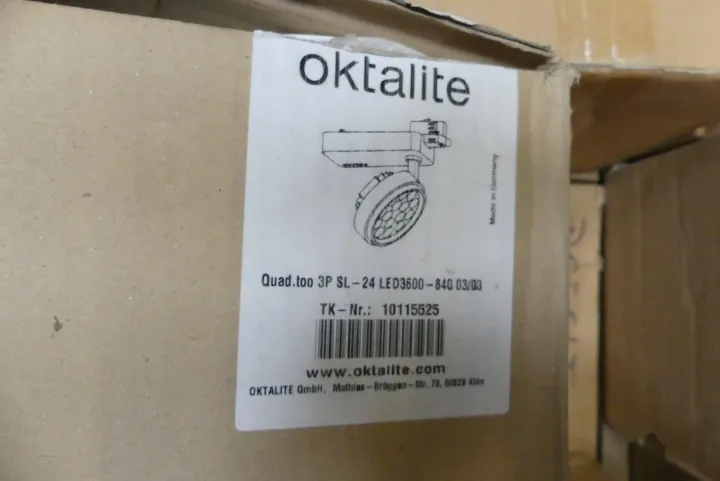 oktalite
Made in Germany
Quad.too 3P SL-24 LED3600-840 03/03
TK-Nr.: 10115525
www.oktalite.com
OKTALITE GmbH, Mathias-Brüggen-Str. 73, 50829 Köln